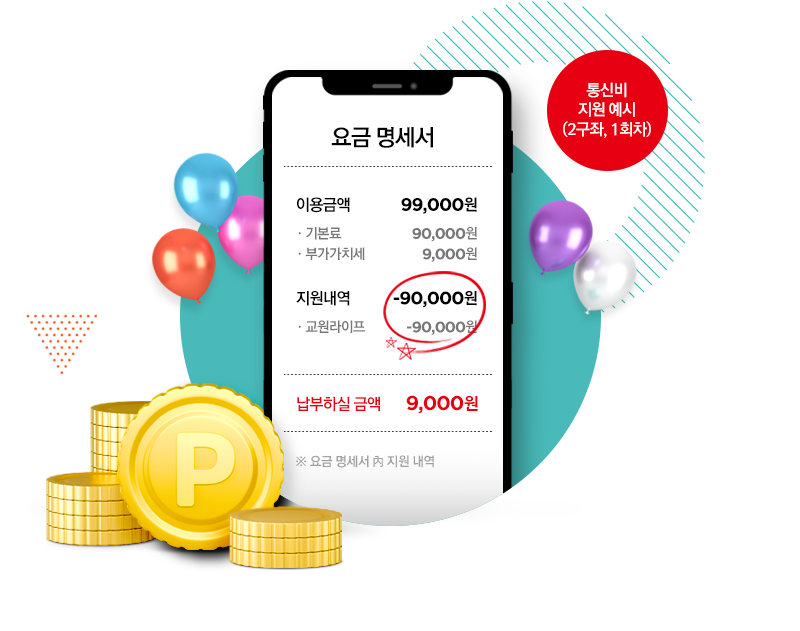 통신비
지원 예시
(2구좌, 1회차)
요금 명세서
이용금액 99,000원
· 기본료 90,000원
· 부가가치세 9,000원
지원내역 -90,000원
· 교원라이프 -90,000원
납부하실 금액 9,000원
※ 요금 명세서 內 지원 내역
P